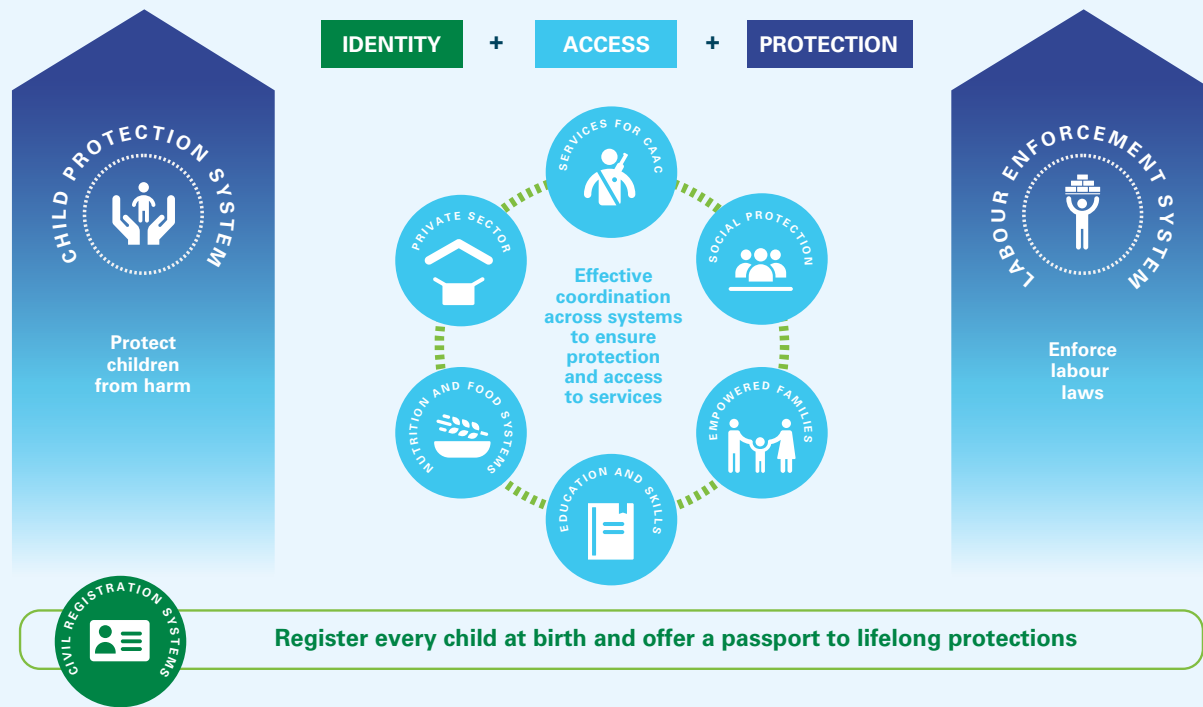 IDENTITY + ACCESS + PROTECTION
CHILD PROTECTION SYSTEM
Protect
children
from harm
SERVICES FOR CAAC
SOCIAL PROTECTION
EMPOWERED FAMILIES
EDUCATION AND SKILLS
NUTRITION AND FOOD SYSTEMS
PRIVATE SECTOR
Effective
coordination
across systems
to ensure
protection
and access
to services
LABOUR ENFORCEMENT SYSTEM
Enforce
labour
laws
CIVIL REGISTRATION SYSTEMS
Register every child at birth and offer a passport to lifelong protections